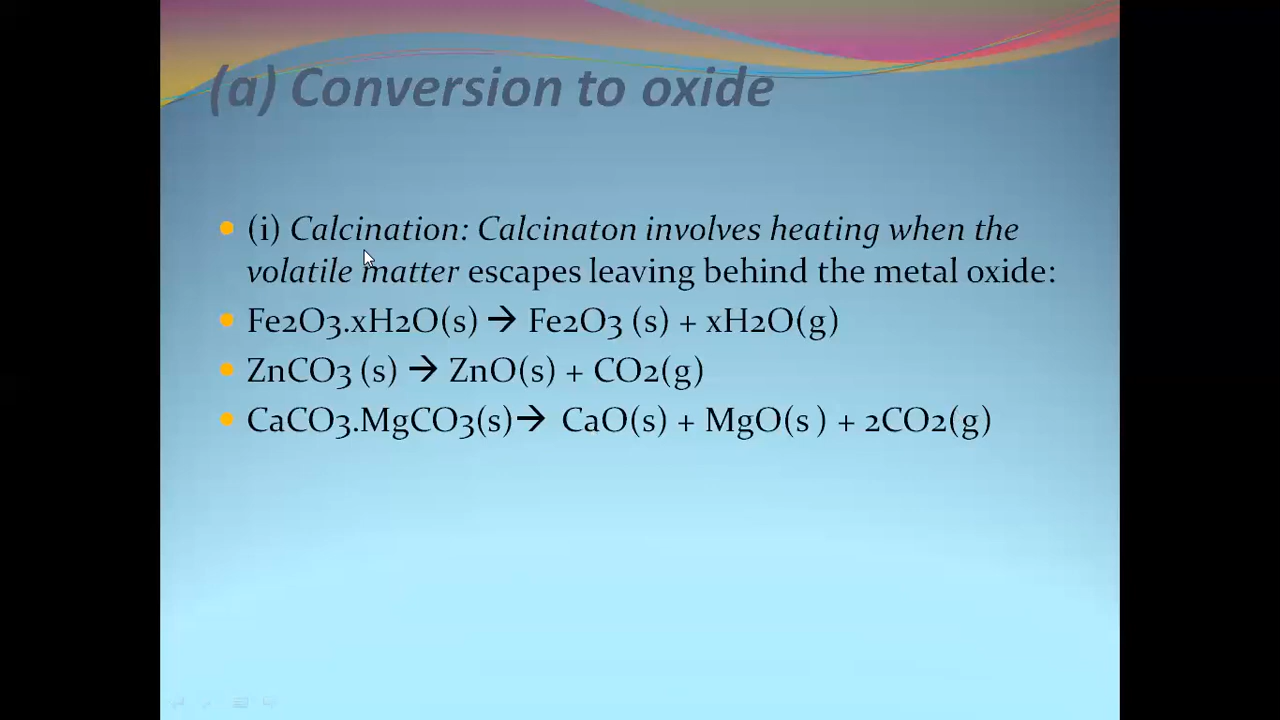 (a) Conversion to oxide
(i) Calcination: Calcinaton involves heating when the
volatile matter escapes leaving behind the metal oxide:
Fe2O3.xH2O(s) → Fe2O3 (s) + xH2O(g)
ZnCO3 (s) → ZnO(s) + CO2(g)
CaCO3.MgCO3(s)→ CaO(s) + MgO(s ) + 2CO2(g)